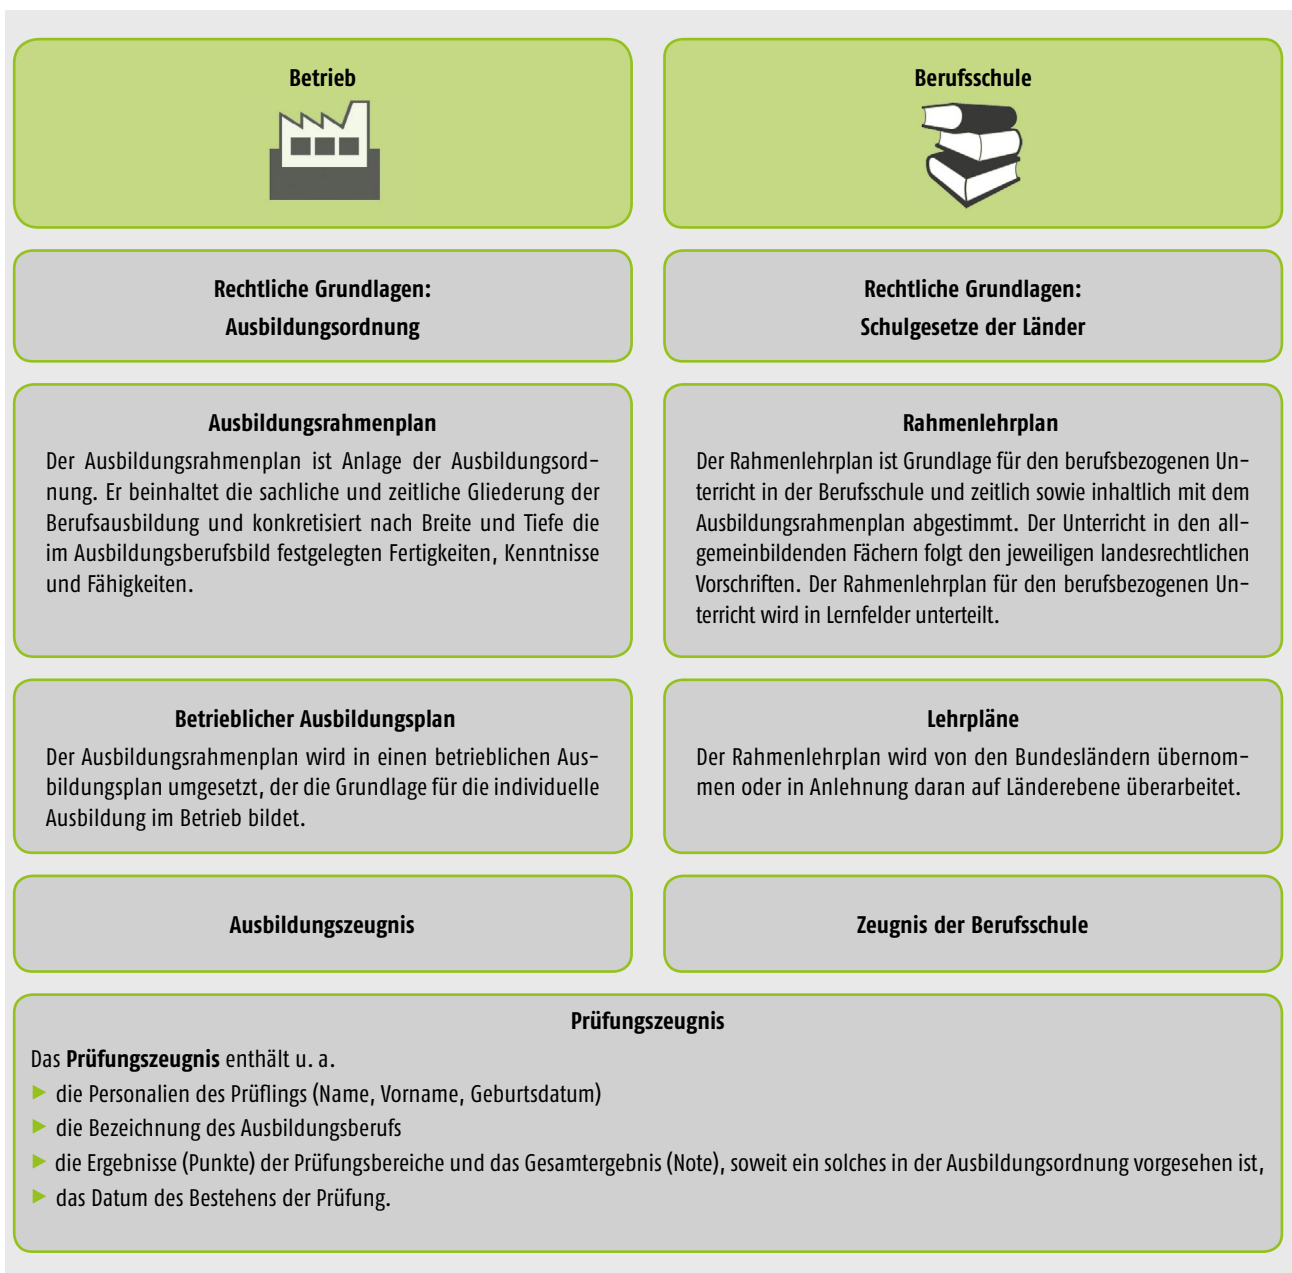 Betrieb
Berufsschule
Rechtliche Grundlagen:
Ausbildungsordnung
Rechtliche Grundlagen:
Schulgesetze der Länder
Ausbildungsrahmenplan
Der Ausbildungsrahmenplan ist Anlage der Ausbildungsord-
nung. Er beinhaltet die sachliche und zeitliche Gliederung der
Berufsausbildung und konkretisiert nach Breite und Tiefe die
im Ausbildungsberufsbild festgelegten Fertigkeiten, Kenntnisse
und Fähigkeiten.
Rahmenlehrplan
Der Rahmenlehrplan ist Grundlage für den berufsbezogenen Un-
terricht in der Berufsschule und zeitlich sowie inhaltlich mit dem
Ausbildungsrahmenplan abgestimmt. Der Unterricht in den all-
gemeinbildenden Fächern folgt den jeweiligen landesrechtlichen
Vorschriften. Der Rahmenlehrplan für den berufsbezogenen Un-
terricht wird in Lernfelder unterteilt.
Betrieblicher Ausbildungsplan
Der Ausbildungsrahmenplan wird in einen betrieblichen Aus-
bildungsplan umgesetzt, der die Grundlage für die individuelle
Ausbildung im Betrieb bildet.
Lehrpläne
Der Rahmenlehrplan wird von den Bundesländern übernom-
men oder in Anlehnung daran auf Länderebene überarbeitet.
Ausbildungszeugnis
Zeugnis der Berufsschule
Prüfungszeugnis
Das Prüfungszeugnis enthält u. a.
▶ die Personalien des Prüflings (Name, Vorname, Geburtsdatum)
▶ die Bezeichnung des Ausbildungsberufs
▶ die Ergebnisse (Punkte) der Prüfungsbereiche und das Gesamtergebnis (Note), soweit ein solches in der Ausbildungsordnung vorgesehen ist,
▶ das Datum des Bestehens der Prüfung.